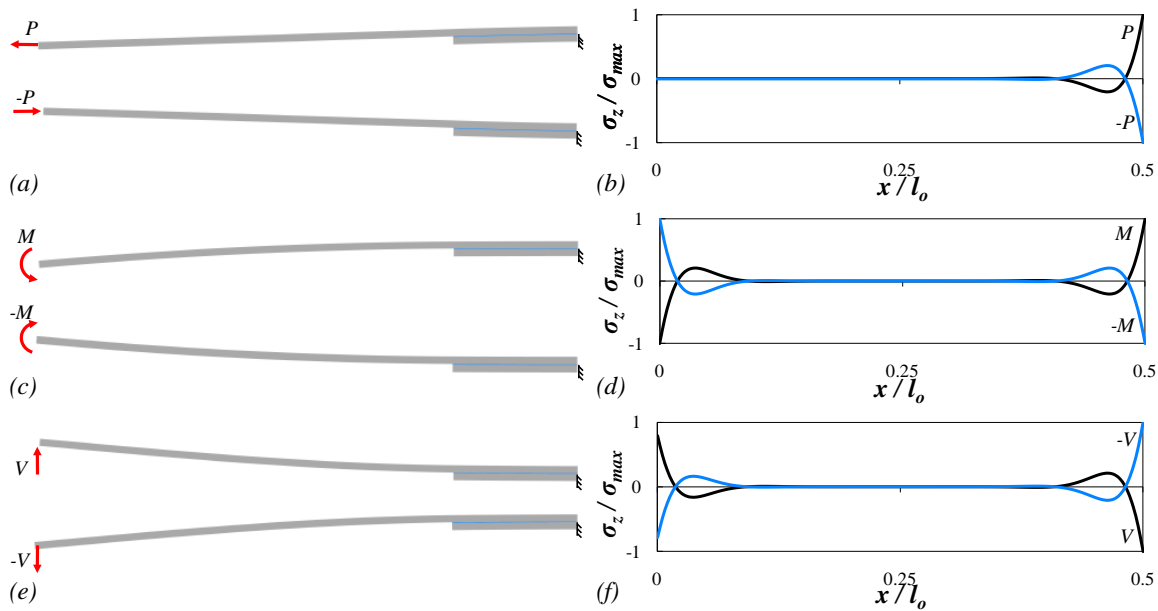 P
-P
(a)
1
0
-1
σz / σmax
P
-P
0
0.25
0.5
x / lo
(b)
M
-M
(c)
1
0
-1
σz / σmax
M
-M
0
0.25
0.5
x / lo
(d)
V
-V
(e)
1
0
-1
σz / σmax
-V
V
0
0.25
0.5
x / lo
(f)